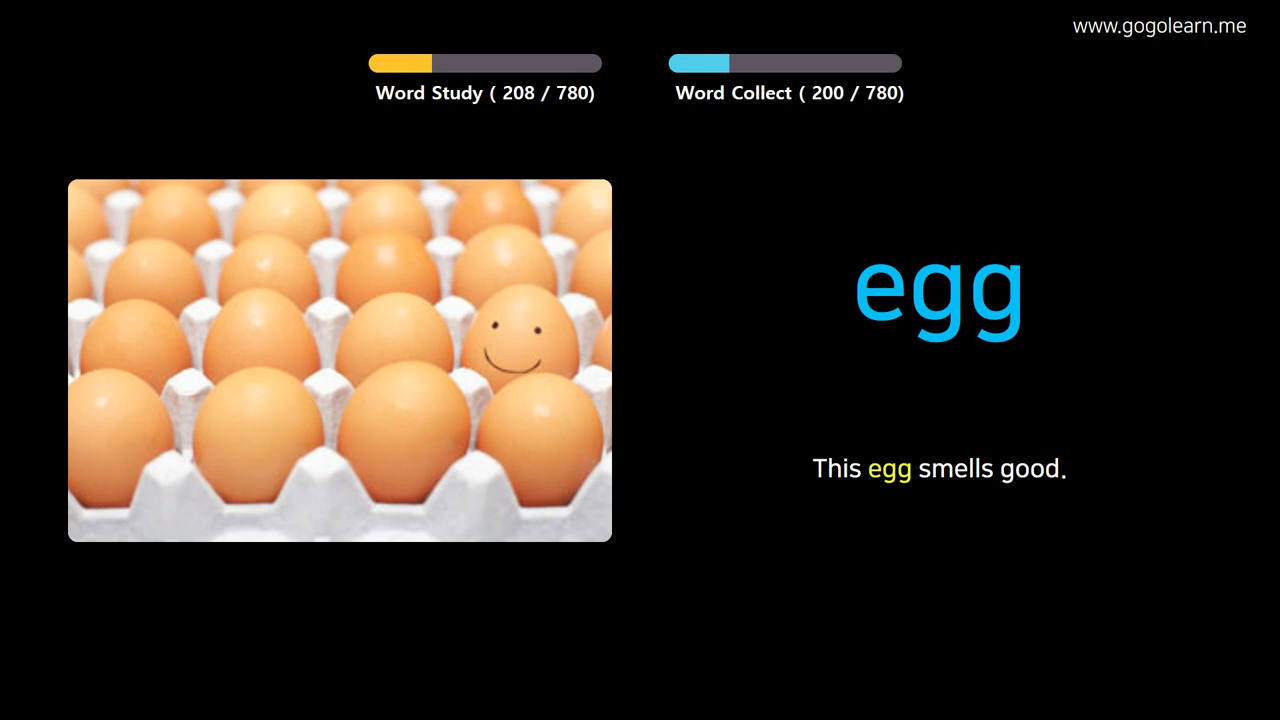 www.gogolearn.me
Word Study ( 208 / 780)
Word Collect ( 200 / 780)
egg
This egg smells good.